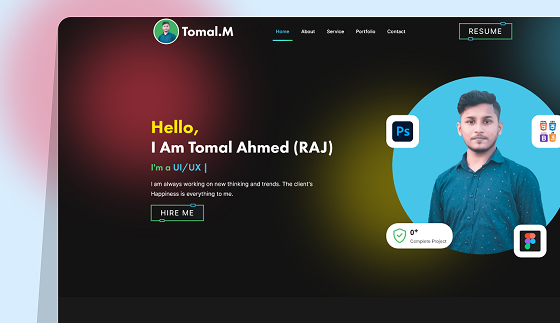 Tomal.M
Home
About
Service
Portfolio
Contact
RESUME
Hello,
I Am Tomal Ahmed (RAJ)
I'm a UI/UX |
I am always working on new thinking and trends. The client's
Happiness is everything to me.
HIRE ME
Ps
0+
Complete Project